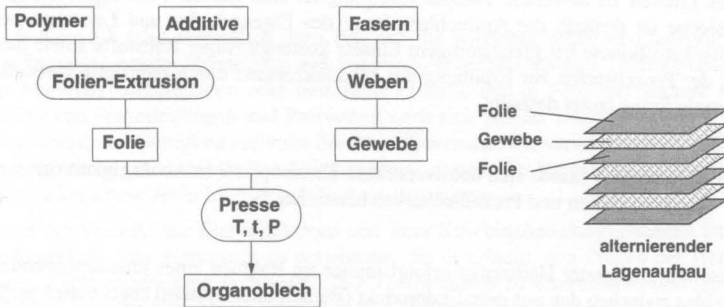 Polymer
Additive
Fasern
Folien-Extrusion
Weben
Folie
Gewebe
Presse
T, t, P
Organoblech
Folie
Gewebe
Folie
alternierender
Lagenaufbau